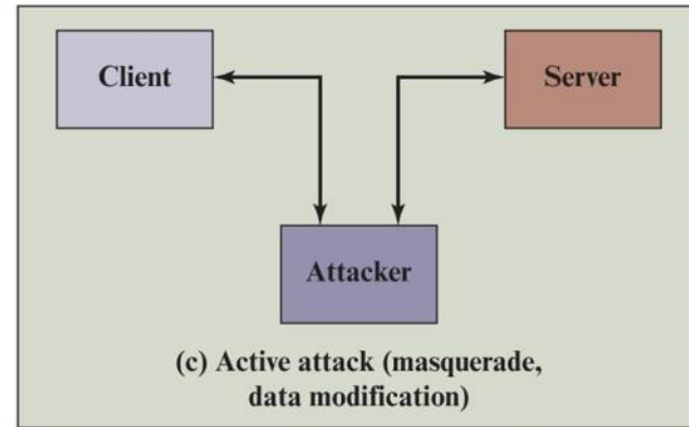 Client
Server
Attacker
(c) Active attack (masquerade,
data modification)